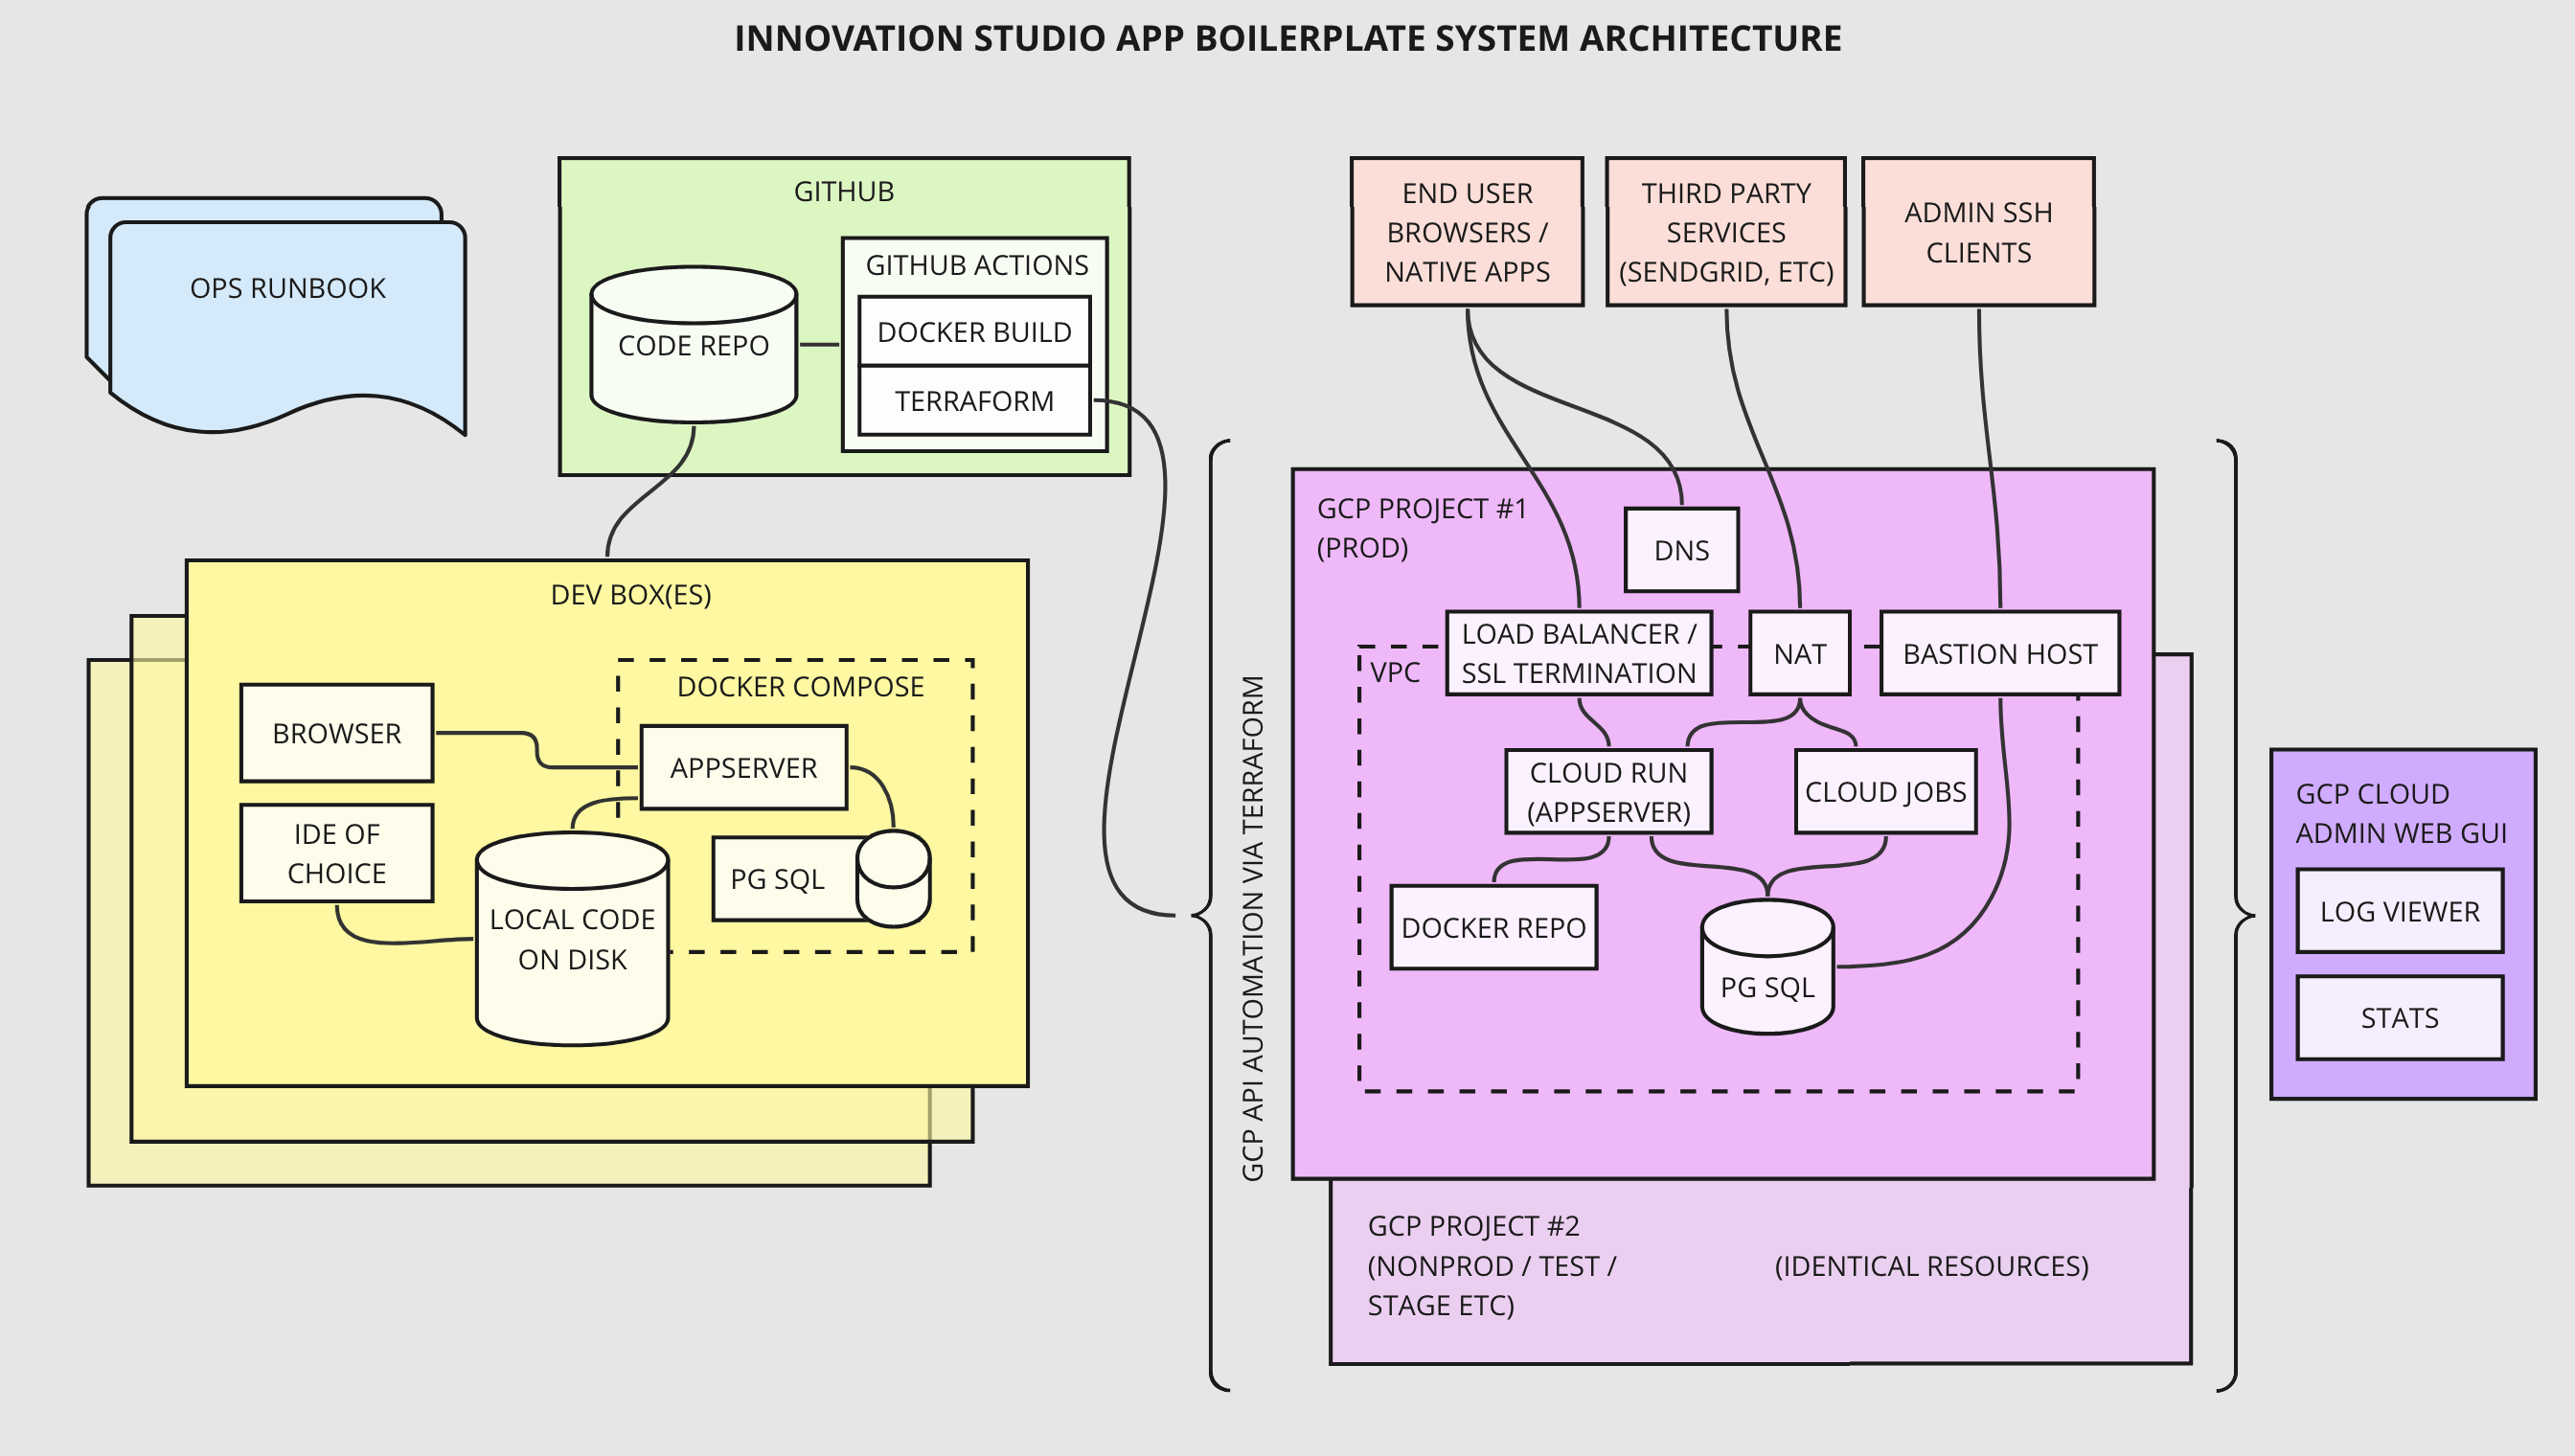 INNOVATION STUDIO APP BOILERPLATE SYSTEM ARCHITECTURE
OPS RUNBOOK
GITHUB
CODE REPO
GITHUB ACTIONS
DOCKER BUILD
TERRAFORM
DEV BOX(ES)
BROWSER
IDE OF
CHOICE
DOCKER COMPOSE
APPSERVER
PG SQL
LOCAL CODE
ON DISK
GCP API AUTOMATION VIA TERRAFORM
END USER
BROWSERS /
NATIVE APPS
THIRD PARTY
SERVICES
(SENDGRID, ETC)
ADMIN SSH
CLIENTS
GCP PROJECT #1
(PROD)
DNS
VPC
LOAD BALANCER /
SSL TERMINATION
NAT
BASTION HOST
CLOUD RUN
(APPSERVER)
CLOUD JOBS
DOCKER REPO
PG SQL
GCP PROJECT #2
(NONPROD / TEST /
STAGE ETC)
(IDENTICAL RESOURCES)
GCP CLOUD
ADMIN WEB GUI
LOG VIEWER
STATS